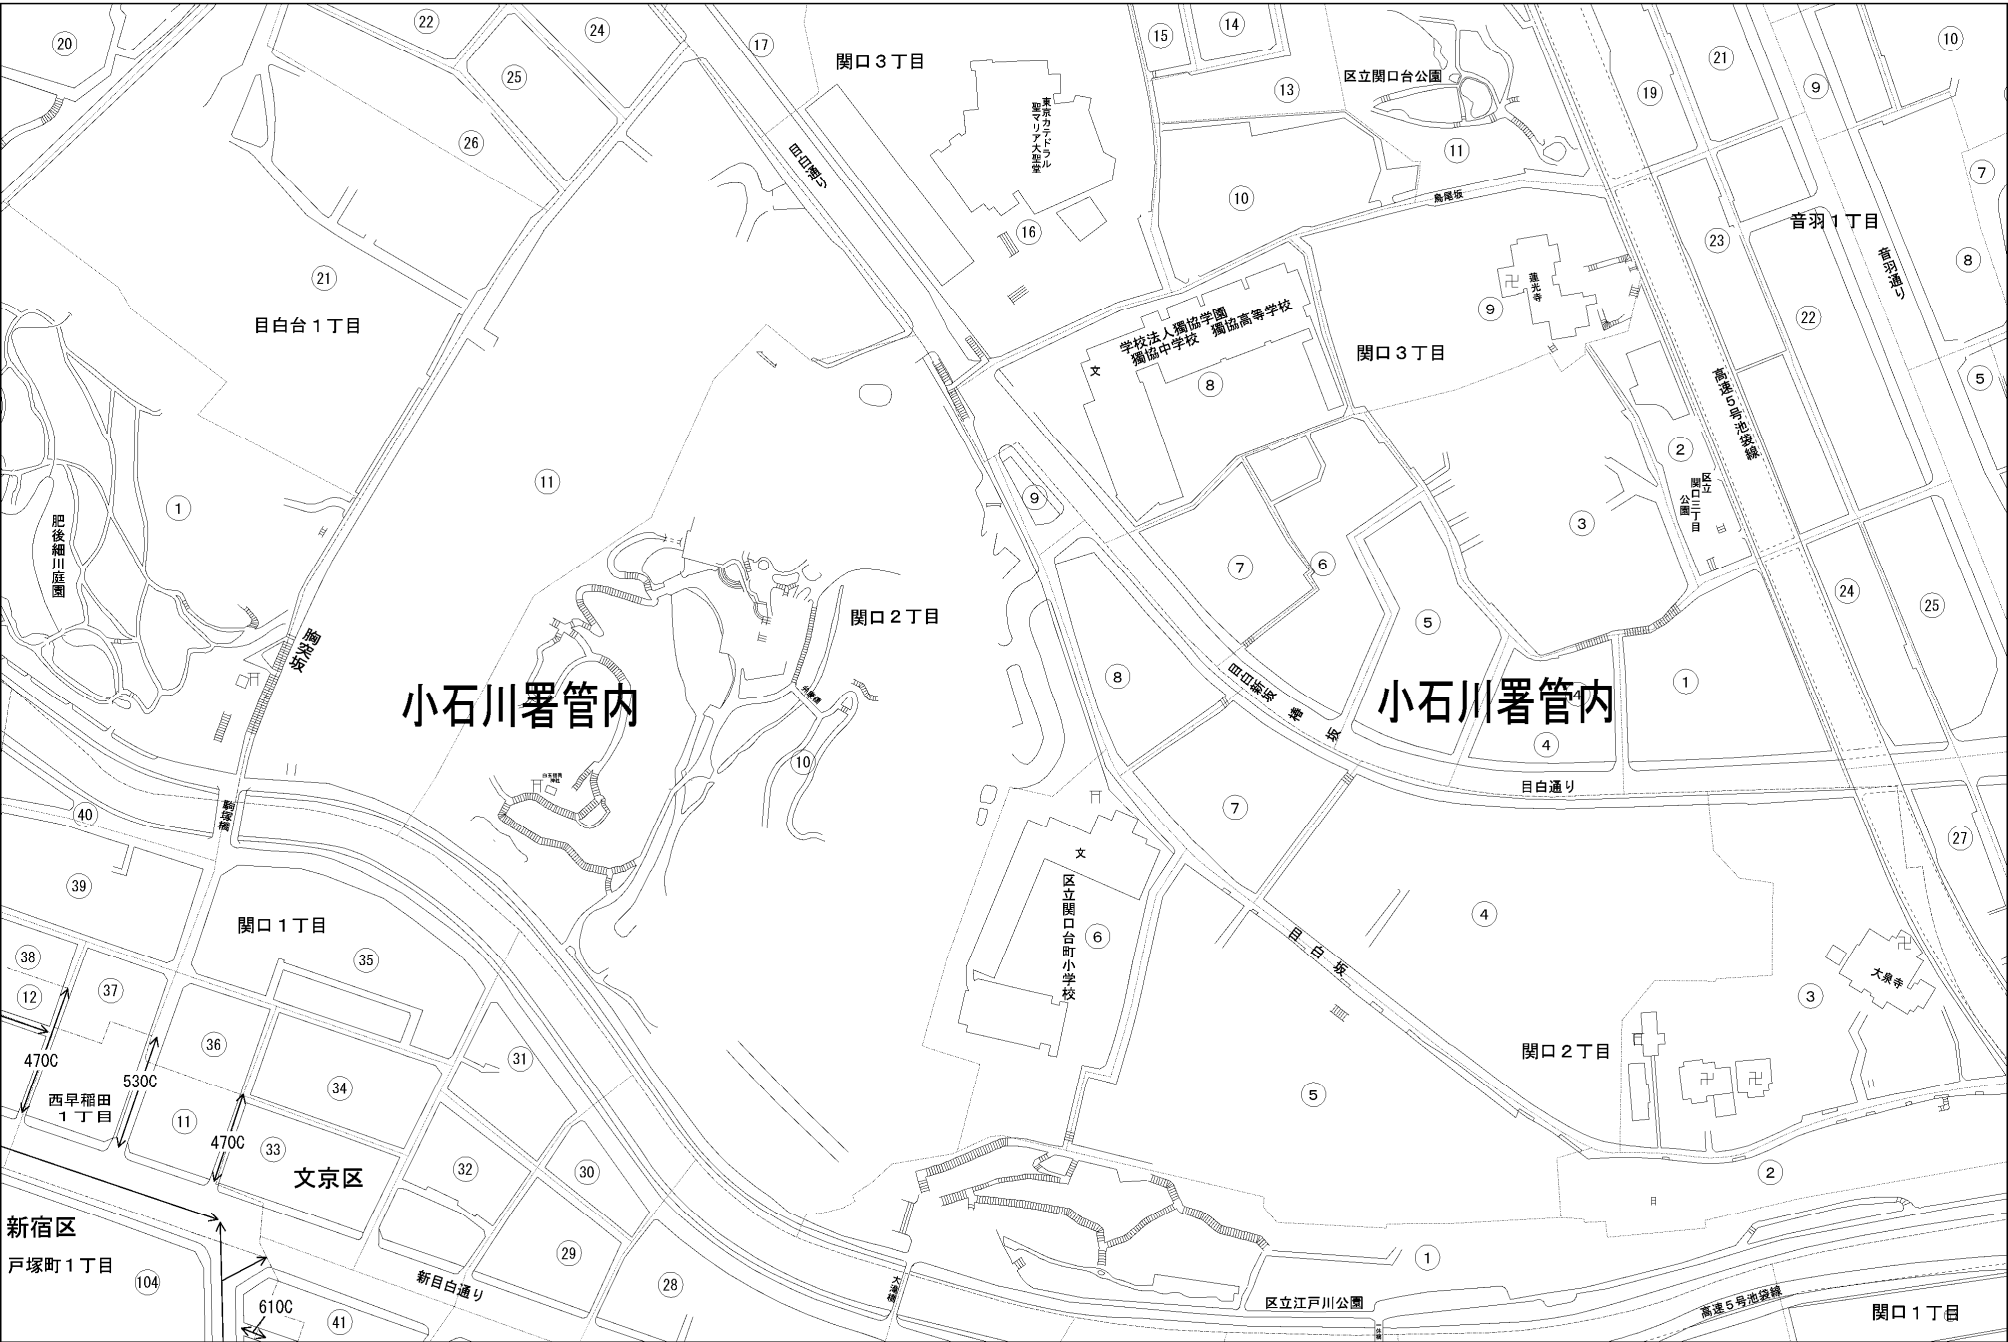 22
24
17
14
15
20
関口３丁目
21
10
25
区立関口台公園
9
19
13
東京カテドラル
聖マリア大聖堂
26
11
目白通り
7
10
鳥尾坂
16
23
音羽１丁目
8
音羽通り
21
蓮光寺
9
22
目白台１丁目
学校法人獨協学園
獨協中学校　獨協高等学校
関口３丁目
文
8
5
高速５号池袋線
2
11
9
区立
関口三丁目
公園
1
3
肥後細川庭園
7
6
24
25
関口２丁目
5
胸突坂
8
目白新坂
椿坂
1
4
小石川署管内
小石川署管内
4
10
白玉稲荷
神社
目白通り
40
駒塚橋
7
27
文
39
区立関口台町小学校
6
4
関口１丁目
35
目白坂
38
大泉寺
12
37
3
36
関口２丁目
470C
31
530C
34
西早稲田
１丁目
5
11
470C
33
32
30
文京区
2
新宿区
29
1
戸塚町１丁目
104
新目白通り
28
大滝橋
区立江戸川公園
高速５号池袋線
610C
41
一休橋
関口１丁目